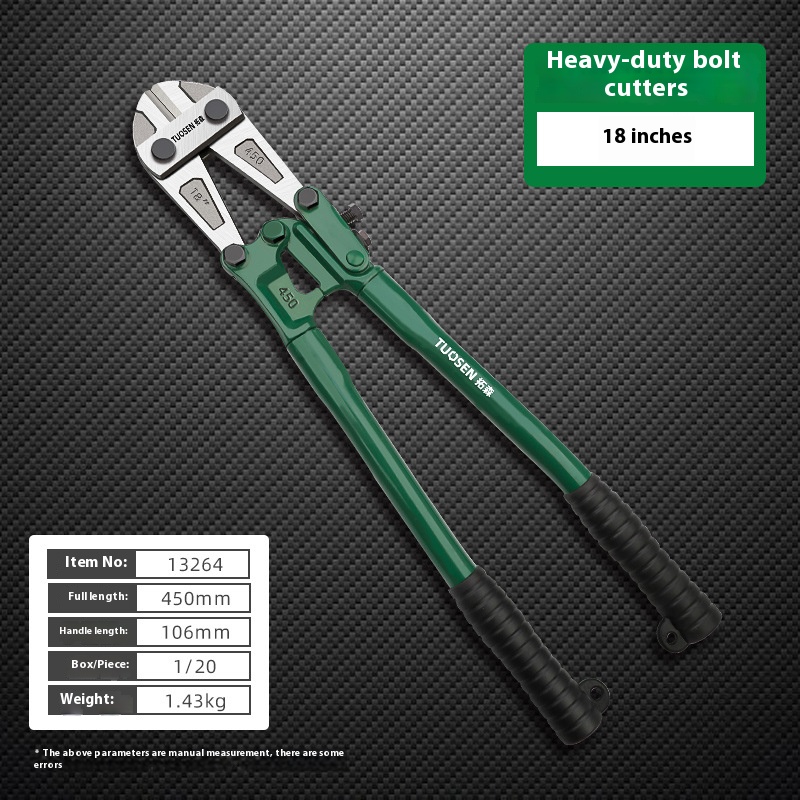 Heavy-duty bolt
cutters
18 inches
TUOSEN 拓森
450
18"
450
TUOSEN 拓森
Item No: 13264
Full length: 450mm
Handle length: 106mm
Box/Piece: 1/20
Weight: 1.43kg
* The above parameters are manual measurement, there are some
errors